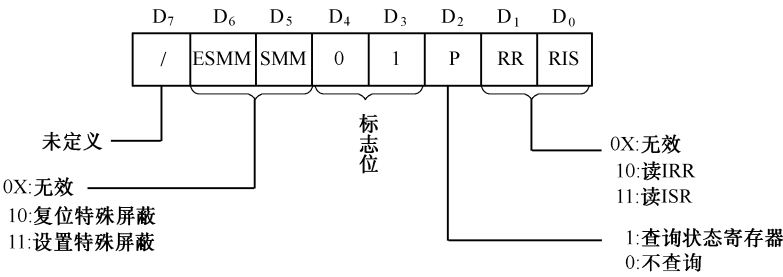 D7 D6 D5 D4 D3 D2 D1 D0
/ ESMM SMM 0 1 P RR RIS
未定义
标志位
0X:无效
10:读IRR
11:读ISR
0X:无效
10:复位特殊屏蔽
11:设置特殊屏蔽
1:查询状态寄存器
0:不查询